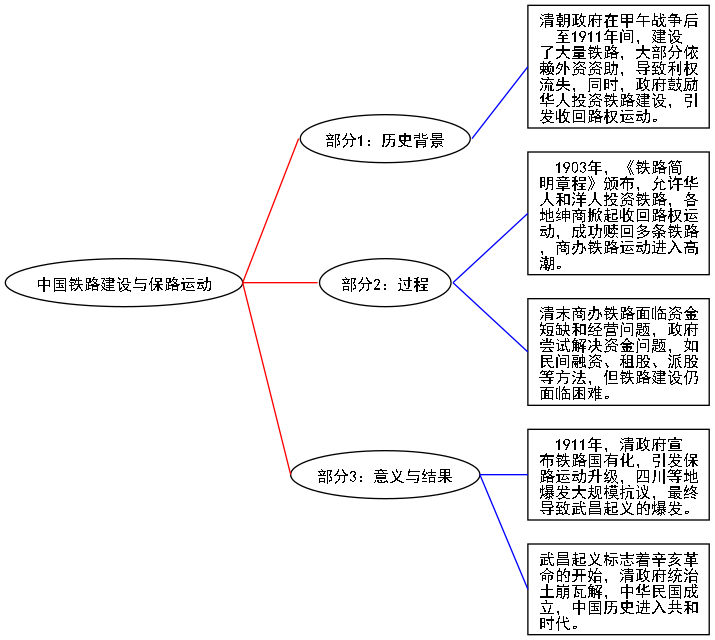 中国铁路建设与保路运动
部分1：历史背景
清朝政府在甲午战争后
至1911年间，建设
了大量铁路，大部分依
赖外资资助，导致利权
流失，同时，政府鼓励
华人投资铁路建设，引
发收回路权运动。
部分2：过程
1903年，《铁路简
明章程》颁布，允许华
人和洋人投资铁路，各
地绅商掀起收回路权运
动，成功赎回多条铁路
，商办铁路运动进入高
潮。
清末商办铁路面临资金
短缺和经营问题，政府
尝试解决资金问题，如
民间融资、租股、派股
等方法，但铁路建设仍
面临困难。
部分3：意义与结果
1911年，清政府宣
布铁路国有化，引发保
路运动升级，四川等地
爆发大规模抗议，最终
导致武昌起义的爆发。
武昌起义标志着辛亥革
命的开始，清政府统治
土崩瓦解，中华民国成
立，中国历史进入共和
时代。